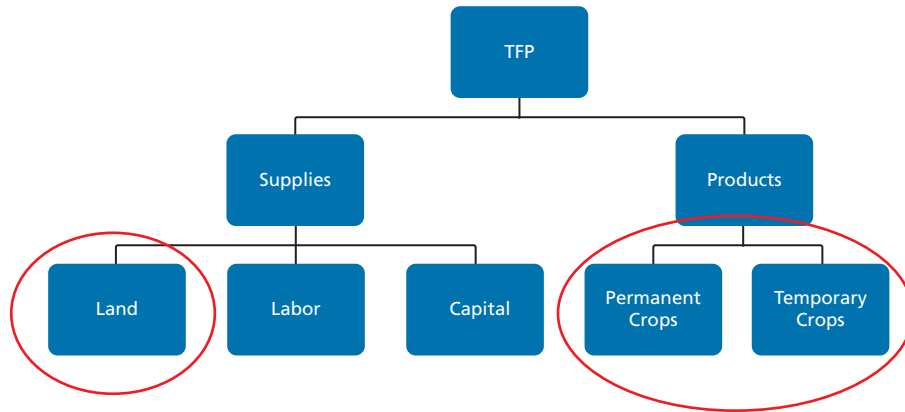 TFP
Supplies
Products
Land
Labor
Capital
Permanent
Crops
Temporary
Crops